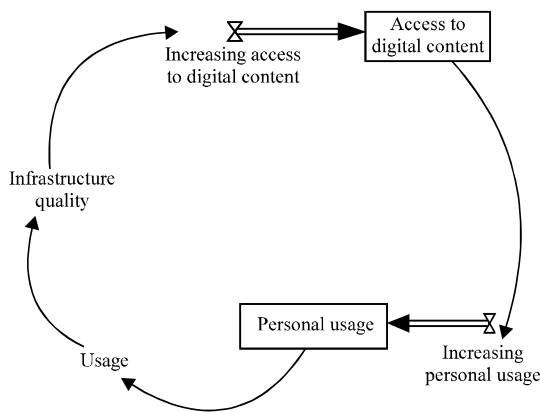 Access to
digital content
Increasing access
to digital content
Infrastructure
quality
Personal usage
Increasing
personal usage
Usage